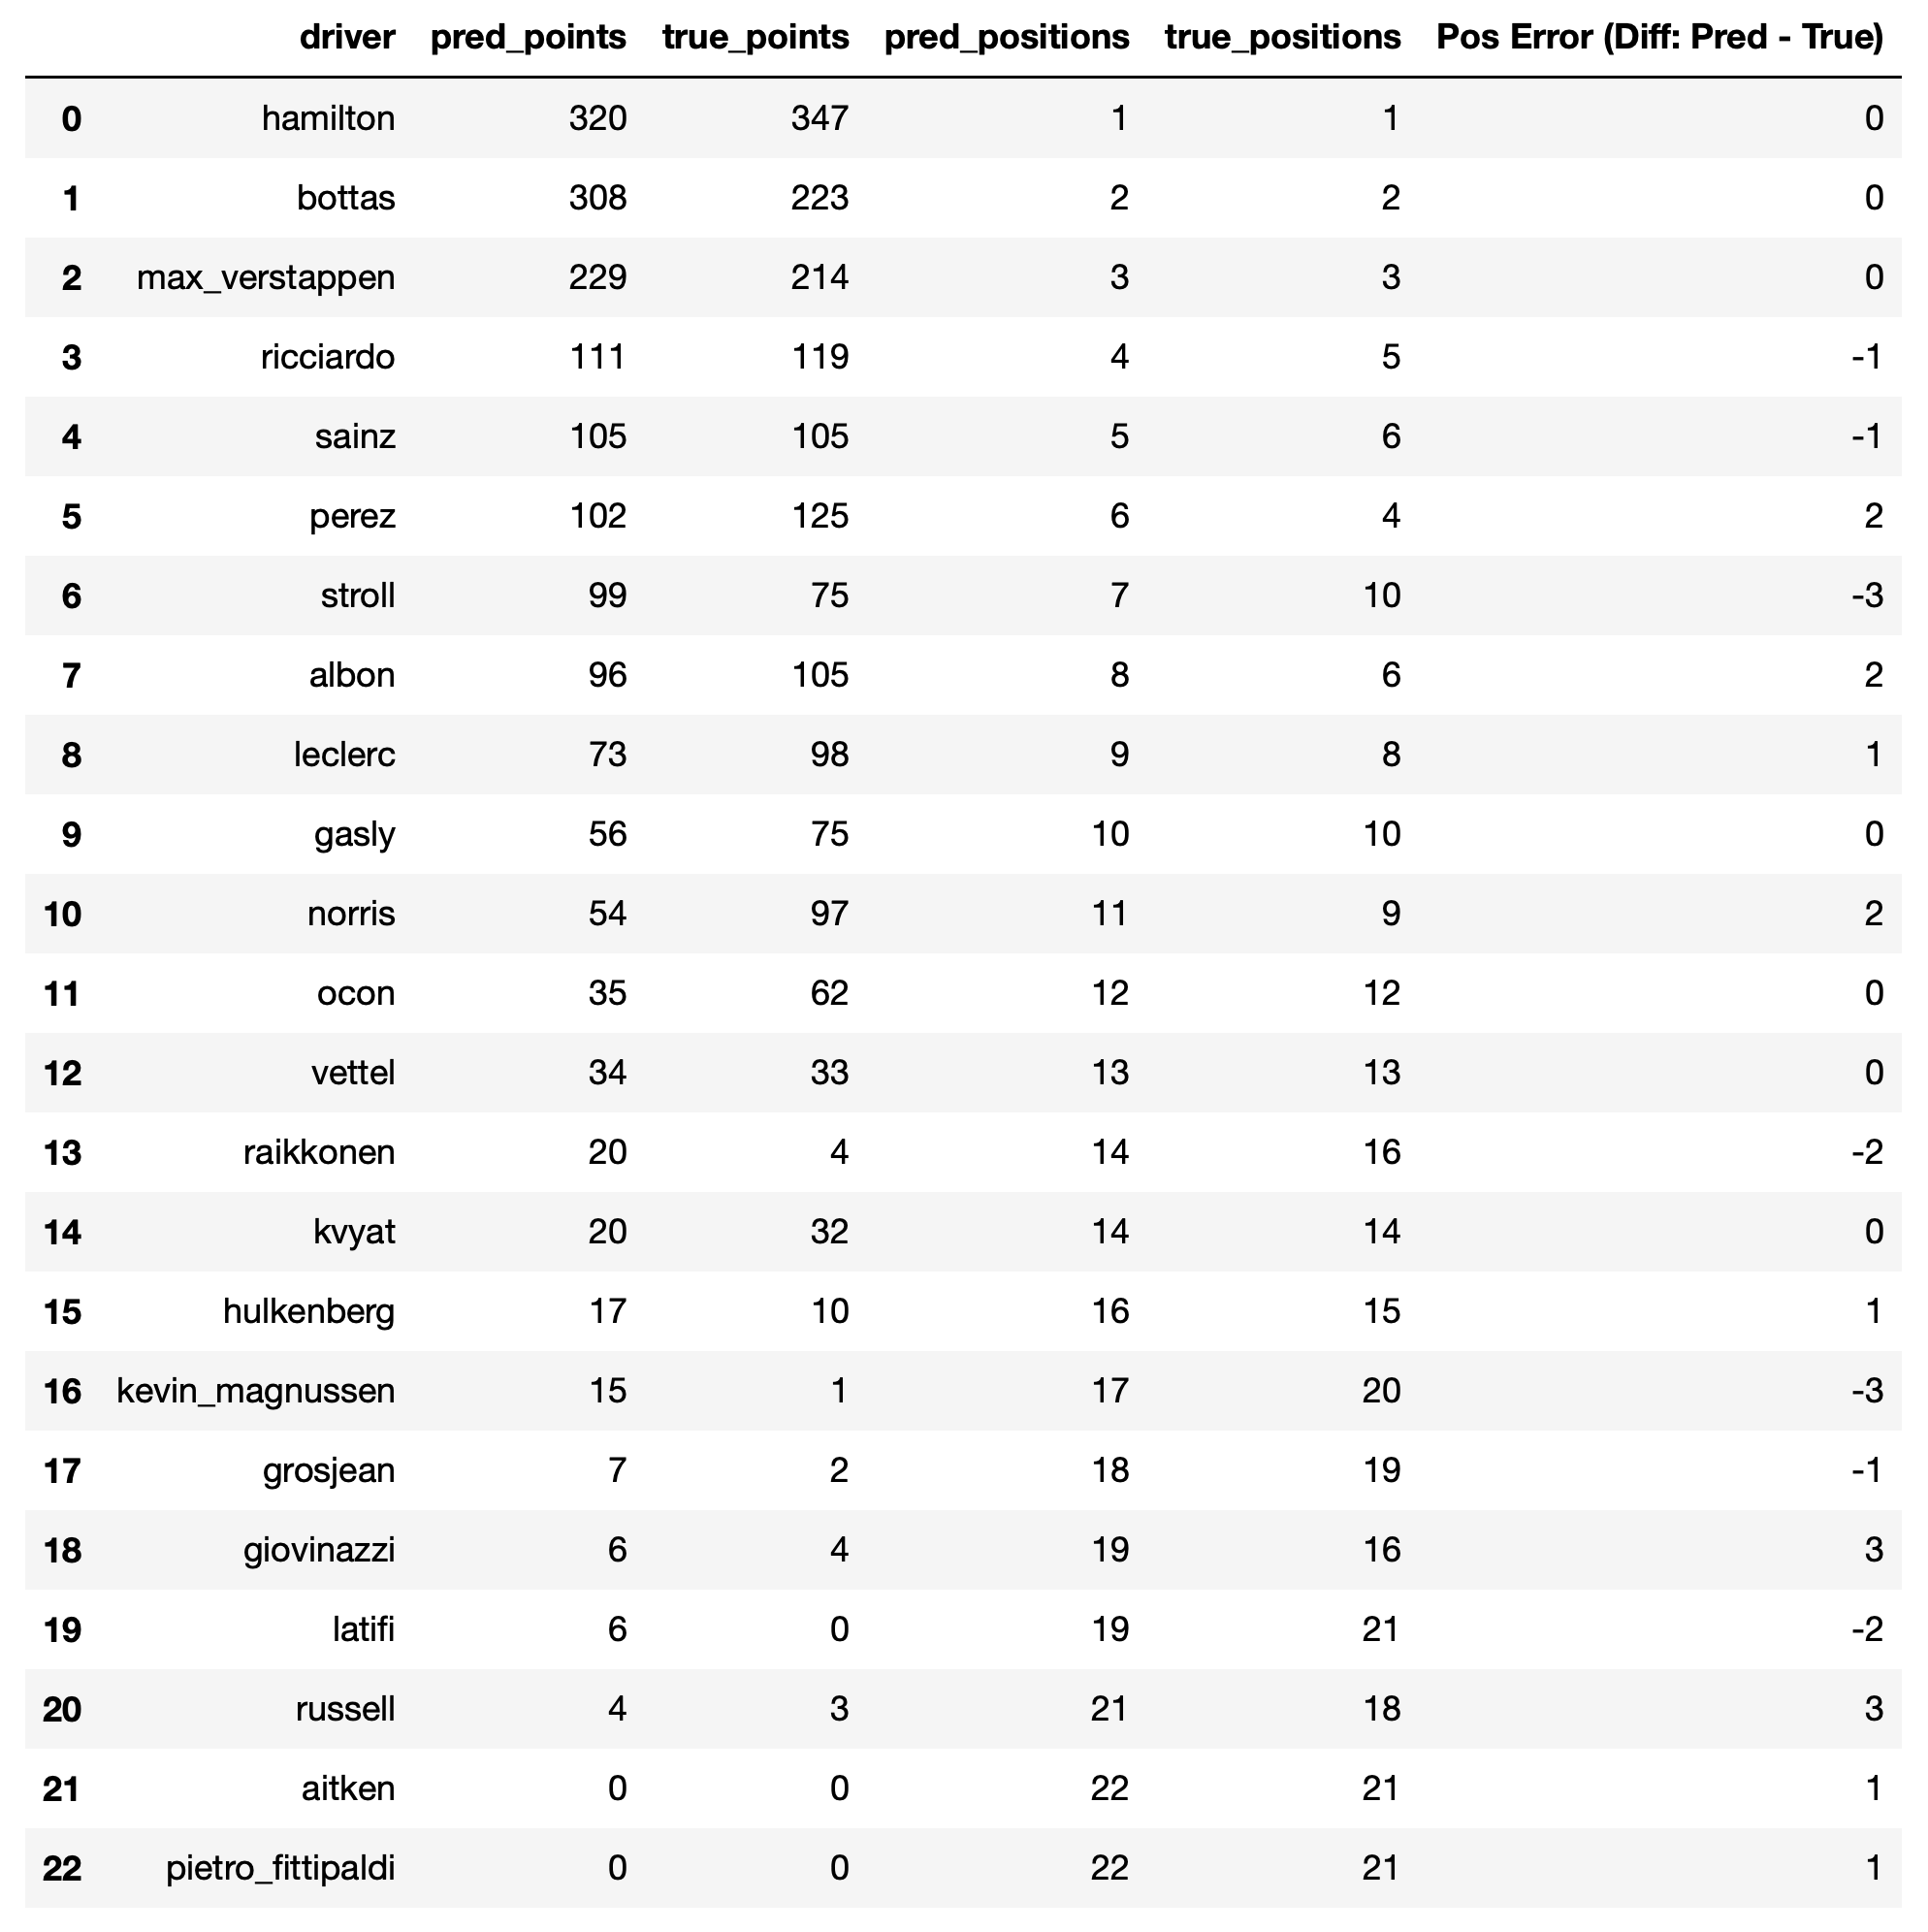 driver pred_points true_points pred_positions true_positions Pos Error (Diff: Pred - True)
0 hamilton 320 347 1 1 0
1 bottas 308 223 2 2 0
2 max_verstappen 229 214 3 3 0
3 ricciardo 111 119 4 5 -1
4 sainz 105 105 5 6 -1
5 perez 102 125 6 4 2
6 stroll 99 75 7 10 -3
7 albon 96 105 8 6 2
8 leclerc 73 98 9 8 1
9 gasly 56 75 10 10 0
10 norris 54 97 11 9 2
11 ocon 35 62 12 12 0
12 vettel 34 33 13 13 0
13 raikkonen 20 4 14 16 -2
14 kvyat 20 32 14 14 0
15 hulkenberg 17 10 16 15 1
16 kevin_magnussen 15 1 17 20 -3
17 grosjean 7 2 18 19 -1
18 giovinazzi 6 4 19 16 3
19 latifi 6 0 19 21 -2
20 russell 4 3 21 18 3
21 aitken 0 0 22 21 1
22 pietro_fittipaldi 0 0 22 21 1